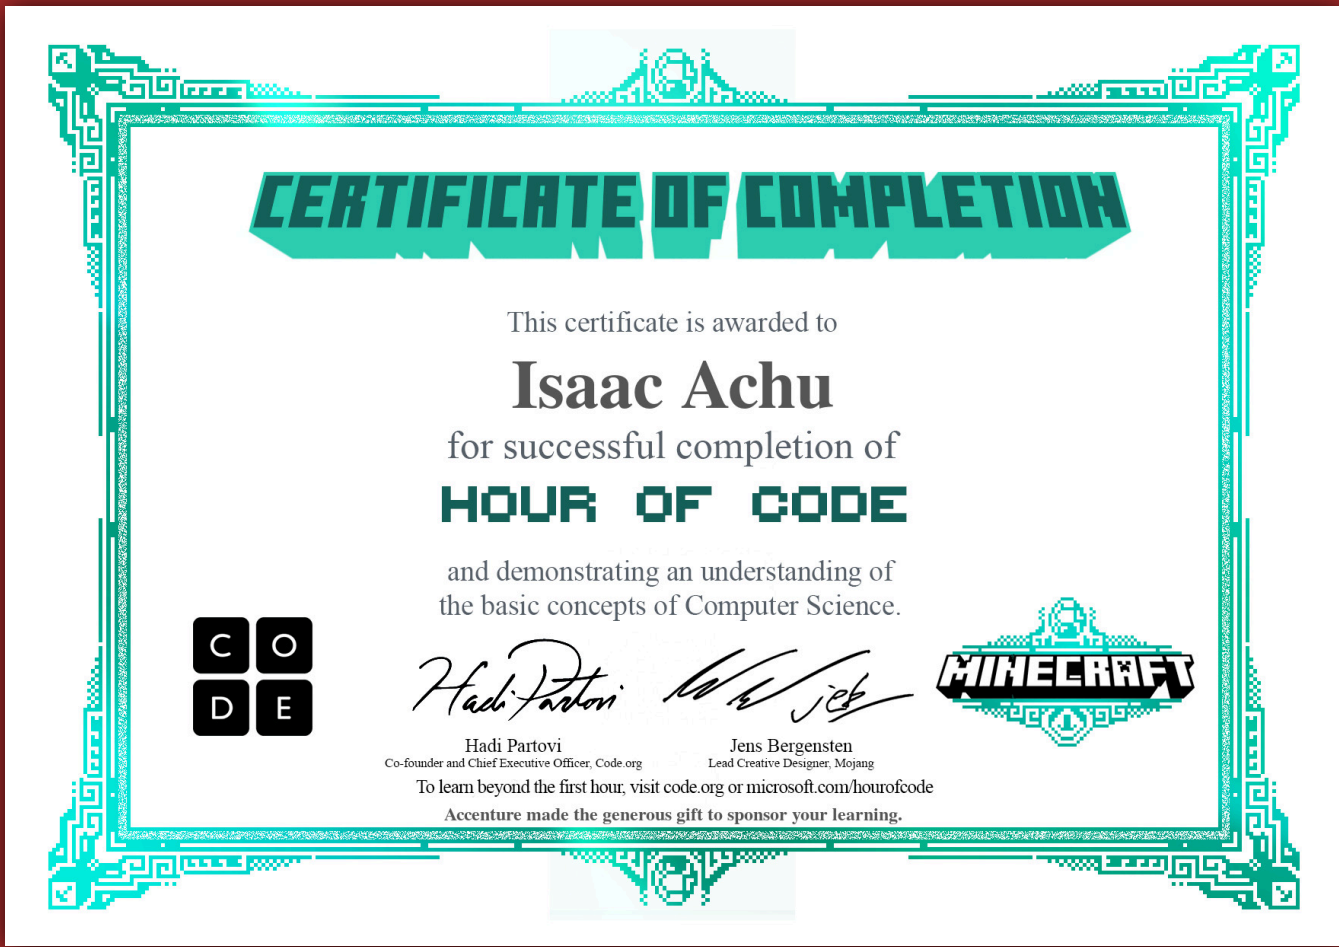 CERTIFICATE OF COMPLETION
This certificate is awarded to
Isaac Achu
for successful completion of
HOUR OF CODE
and demonstrating an understanding of
the basic concepts of Computer Science.
C O
D E
MINECRAFT
Hadi Partovi
jeb
Hadi Partovi
Co-founder and Chief Executive Officer, Code.org
Jens Bergensten
Lead Creative Designer, Mojang
To learn beyond the first hour, visit code.org or microsoft.com/hourofcode
Accenture made the generous gift to sponsor your learning.